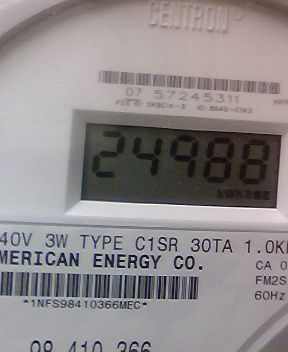 CENTRON®
07 57245311
24988
kWh
40V 3W TYPE C1SR 30TA 1.0K
MERICAN ENERGY CO.
CA 0
FM2S
*1NFS98410366MEC*
60Hz
98 410 366